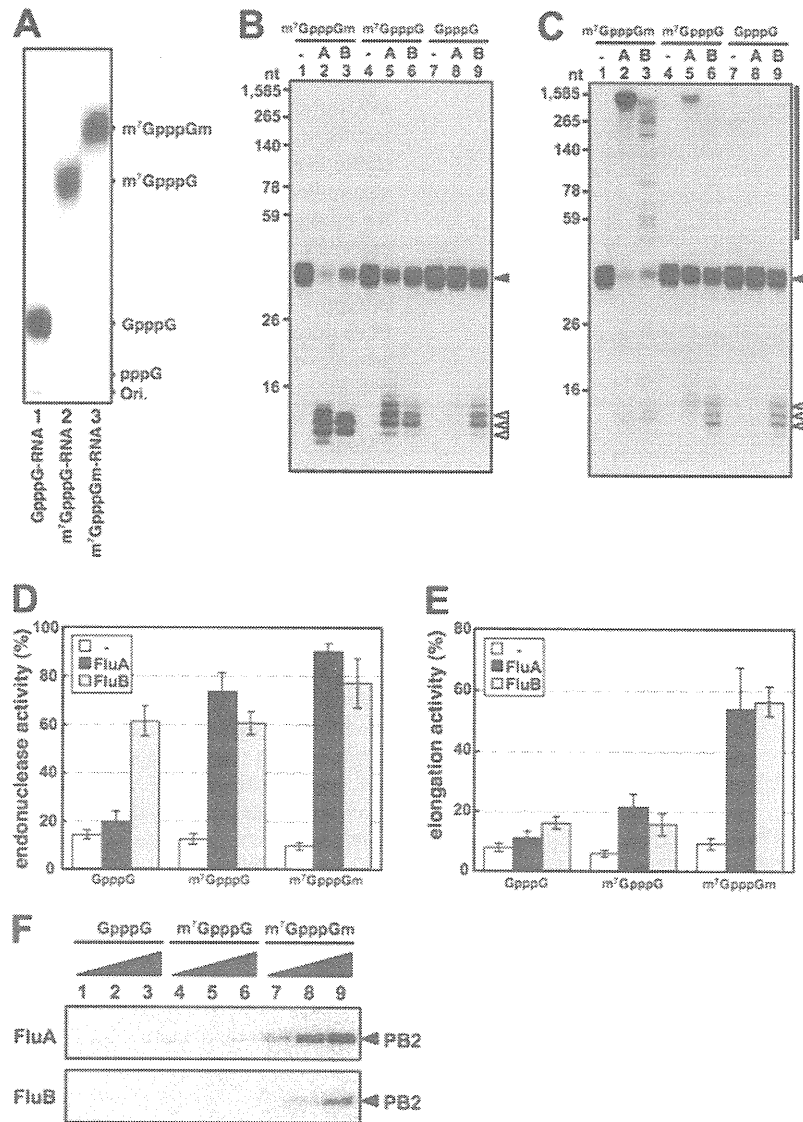 A
m⁷GpppGm
m⁷GpppG
GpppG
pppG
Ori.
GpppG-RNA 1
m⁷GpppG-RNA 2
m⁷GpppGm-RNA 3
B
m⁷GpppGm m⁷GpppG GpppG
- A B - A B - A B
nt 1 2 3 4 5 6 7 8 9
1,585
265
140
78
59
26
16
C
m⁷GpppGm m⁷GpppG GpppG
- A B - A B - A B
nt 1 2 3 4 5 6 7 8 9
1,585
265
140
78
59
26
16
D
endonuclease activity (%)
100
80
60
40
20
0
-
FluA
FluB
GpppG m⁷GpppG m⁷GpppGm
E
elongation activity (%)
80
60
40
20
0
-
FluA
FluB
GpppG m⁷GpppG m⁷GpppGm
F
GpppG m⁷GpppG m⁷GpppGm
1 2 3 4 5 6 7 8 9
FluA PB2
FluB PB2